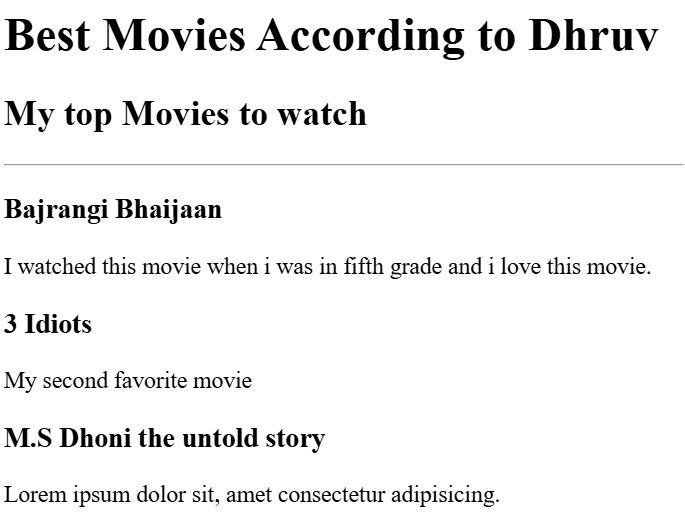 Best Movies According to Dhruv
My top Movies to watch
Bajrangi Bhaijaan
I watched this movie when i was in fifth grade and i love this movie.
3 Idiots
My second favorite movie
M.S Dhoni the untold story
Lorem ipsum dolor sit, amet consectetur adipisicing.